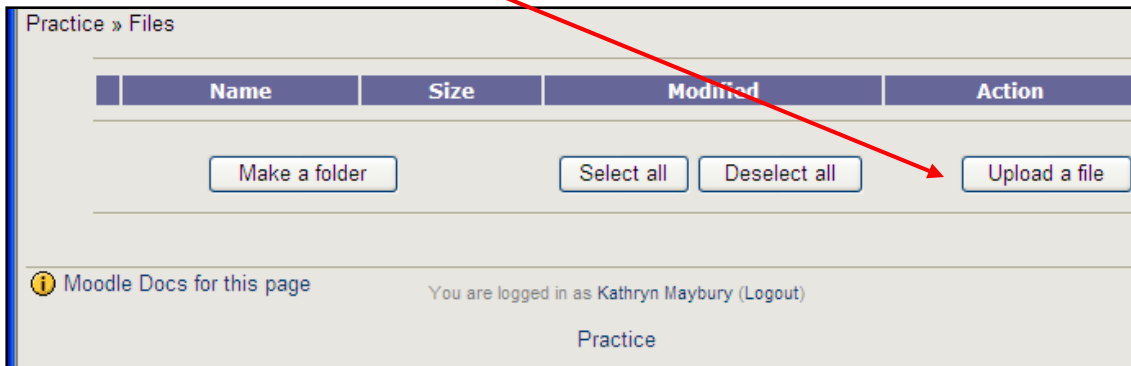 Practice » Files
Name Size Modified Action
Make a folder Select all Deselect all Upload a file
Moodle Docs for this page
You are logged in as Kathryn Maybury (Logout)
Practice